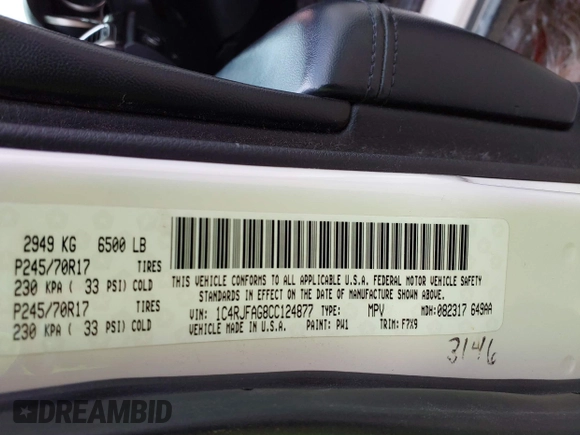 2949 KG 6500 LB
P245/70R17 TIRES
230 KPA ( 33 PSI) COLD
P245/70R17 TIRES
230 KPA ( 33 PSI) COLD
THIS VEHICLE CONFORMS TO ALL APPLICABLE U.S.A. FEDERAL MOTOR VEHICLE SAFETY
STANDARDS IN EFFECT ON THE DATE OF MANUFACTURE SHOWN ABOVE.
VIN: 1C4RJFAG8CC124877 TYPE: MPV MDH: 082317 649AA
VEHICLE MADE IN U.S.A. PAINT: PW1 TRIM: F7X9
3146
DREAMBID